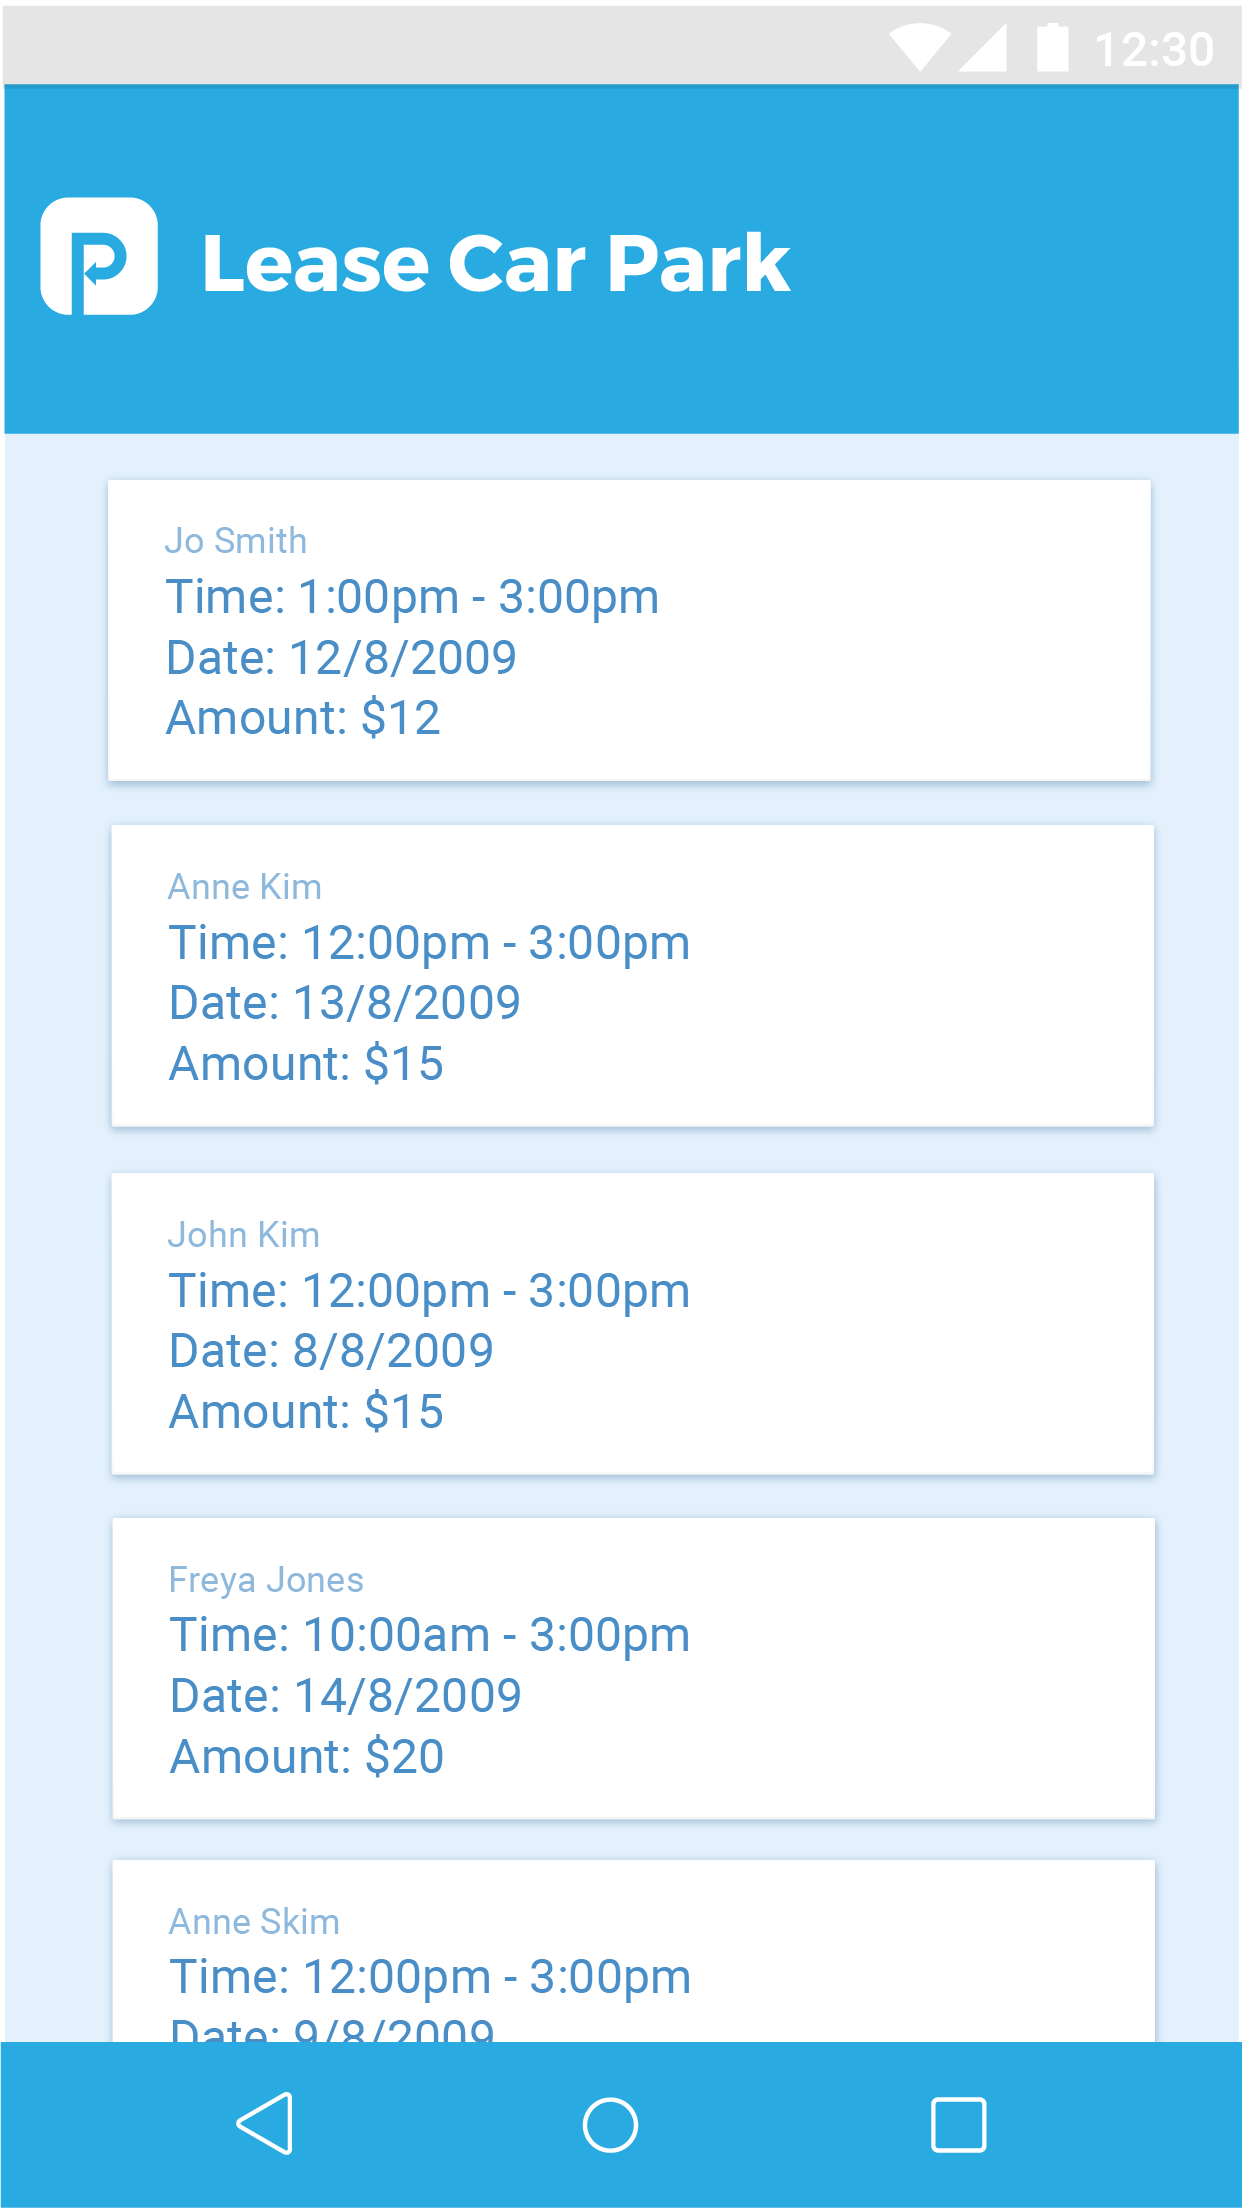 12:30
Lease Car Park
Jo Smith
Time: 1:00pm - 3:00pm
Date: 12/8/2009
Amount: $12
Anne Kim
Time: 12:00pm - 3:00pm
Date: 13/8/2009
Amount: $15
John Kim
Time: 12:00pm - 3:00pm
Date: 8/8/2009
Amount: $15
Freya Jones
Time: 10:00am - 3:00pm
Date: 14/8/2009
Amount: $20
Anne Skim
Time: 12:00pm - 3:00pm
Date: 9/8/2009